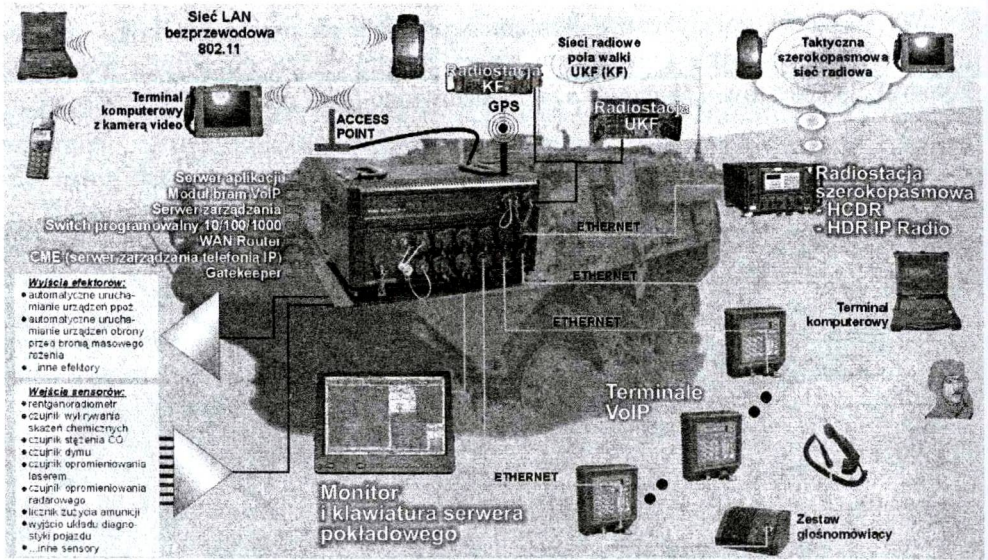 Sieć LAN
bezprzewodowa
802.11
Terminal
komputerowy
z kamerą video
ACCESS
POINT
Radiostacja
KF
GPS
Sieci radiowe
pola walki
UKF (KF)
Radiostacja
UKF
Taktyczna
szerokopasmowa
sieć radiowa
Radiostacja
szerokopasmowa
- HCDR
- HDR IP Radio
Serwer aplikacji
Moduł bram VoIP
Serwer zarządzania
Switch programowalny 10/100/1000
WAN Router
CME (serwer zarządzania telefonią IP)
Gatekeeper
ETHERNET
ETHERNET
ETHERNET
Terminal
komputerowy
Wyjścia efektorów:
● automatyczne urucha-
mianie urządzeń ppoż.
● automatyczne urucha-
mianie urządzeń obrony
przed bronią masowego
rażenia
● ...inne efektory
Wejścia sensorów:
● rentgenoradiometr
● czujnik wykrywania
skażeń chemicznych
● czujnik stężenia CO
● czujnik dymu
● czujnik opromieniowania
laserem
● czujnik opromieniowania
radarowego
● licznik zużycia amunicji
● wyjście układu diagno-
styki pojazdu
● ...inne sensory
Terminale
VoIP
ETHERNET
Monitor
i klawiatura serwera
pokładowego
Zestaw
głośnomówiący